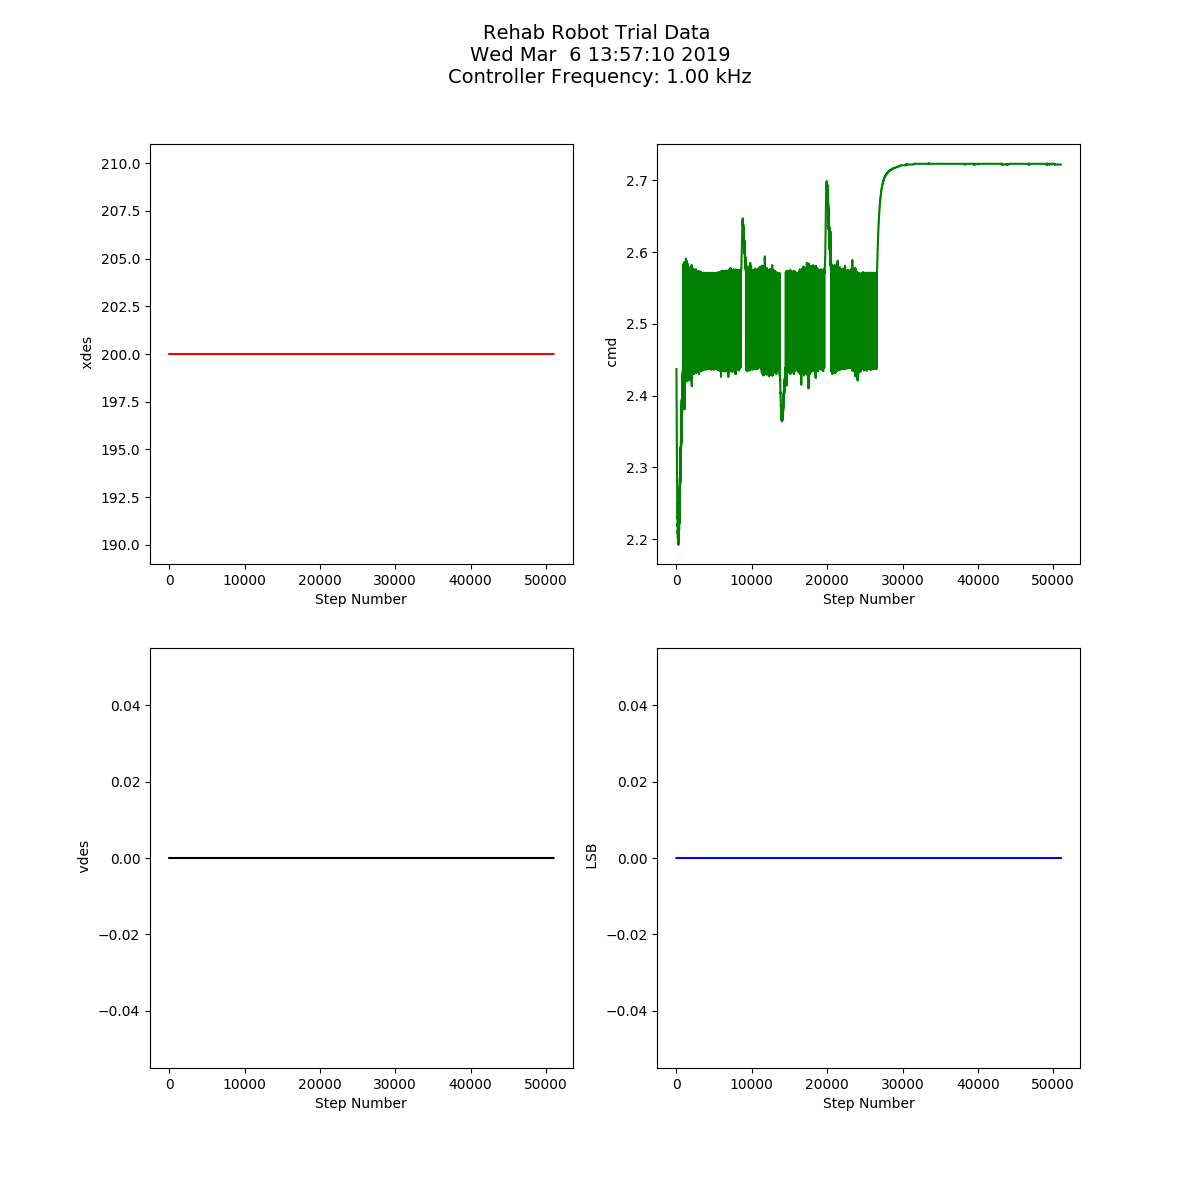 Rehab Robot Trial Data
Wed Mar  6 13:57:10 2019
Controller Frequency: 1.00 kHz
210.0
207.5
205.0
202.5
200.0
197.5
195.0
192.5
190.0
xdes
0 10000 20000 30000 40000 50000
Step Number
2.7
2.6
2.5
2.4
2.3
2.2
cmd
0 10000 20000 30000 40000 50000
Step Number
0.04
0.02
0.00
−0.02
−0.04
vdes
0 10000 20000 30000 40000 50000
Step Number
0.04
0.02
0.00
−0.02
−0.04
LSB
0 10000 20000 30000 40000 50000
Step Number